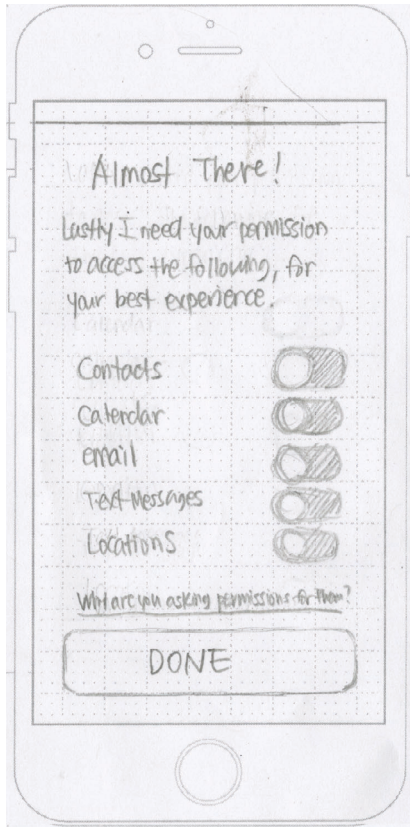 Almost There!
Lastly I need your permission
to access the following, for
your best experience.
Contacts
Calendar
email
Text Messages
Locations
Why are you asking permissions for them?
DONE